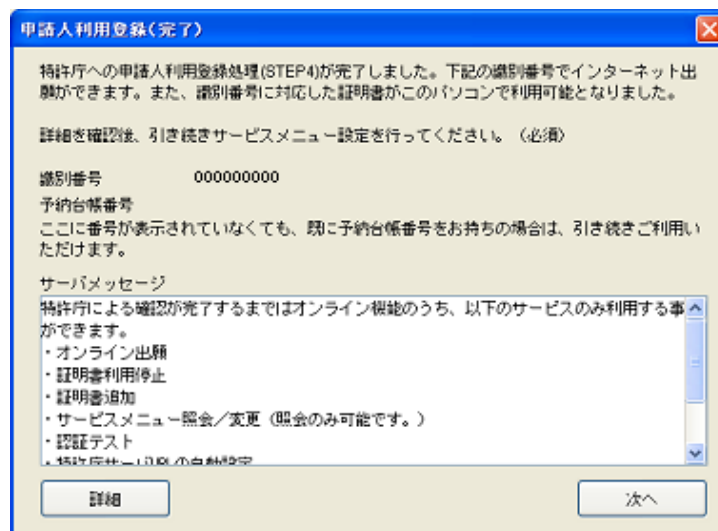 申請人利用登録(完了)
特許庁への申請人利用登録処理(STEP4)が完了しました。下記の識別番号でインターネット出
願ができます。また、識別番号に対応した証明書がこのパソコンで利用可能となりました。
詳細を確認後、引き続きサービスメニュー設定を行ってください。（必須）
識別番号 000000000
予納台帳番号
ここに番号が表示されていなくても、既に予納台帳番号をお持ちの場合は、引き続きご利用い
ただけます。
サーバメッセージ
特許庁による確認が完了するまではオンライン機能のうち、以下のサービスのみ利用する事
ができます。
・オンライン出願
・証明書利用停止
・証明書追加
・サービスメニュー照会／変更（照会のみ可能です。）
・認証テスト
・特許庁サーバURLの自動設定
詳細
次へ